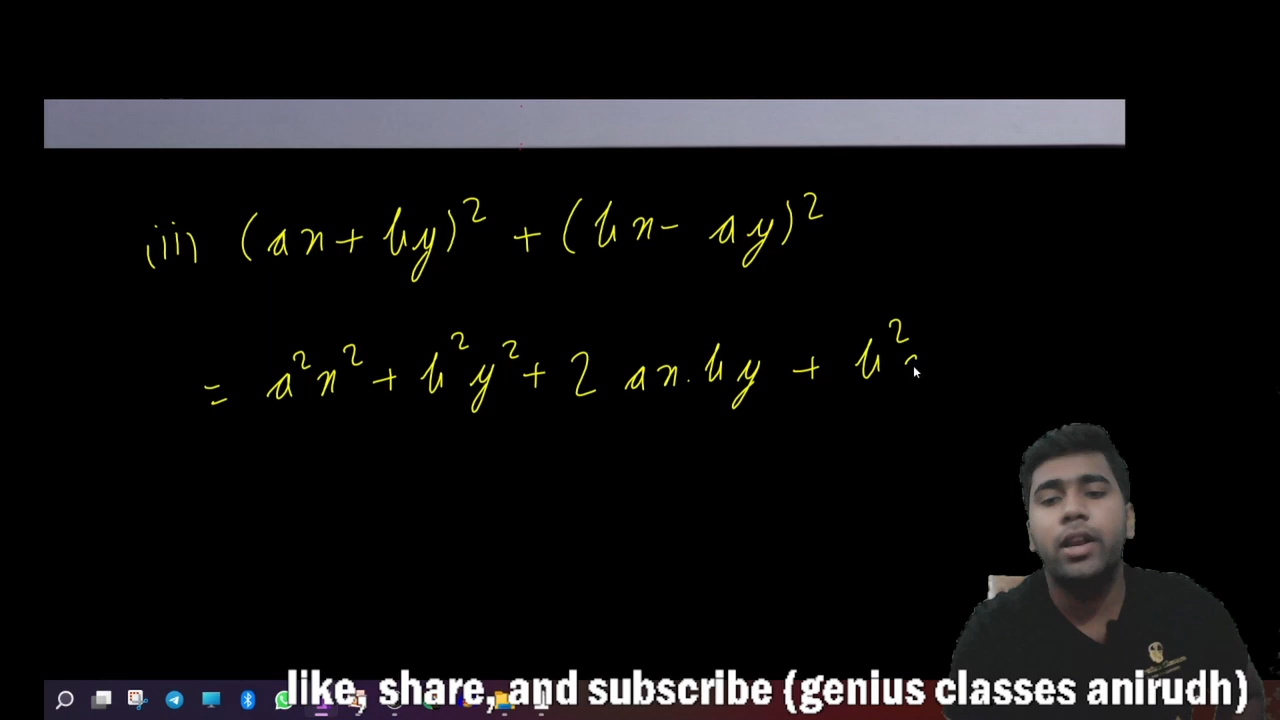 (iii) (ax + by)² + (bx - ay)²
= a²x² + b²y² + 2 ax.by + b²
like, share, and subscribe (genius classes anirudh)